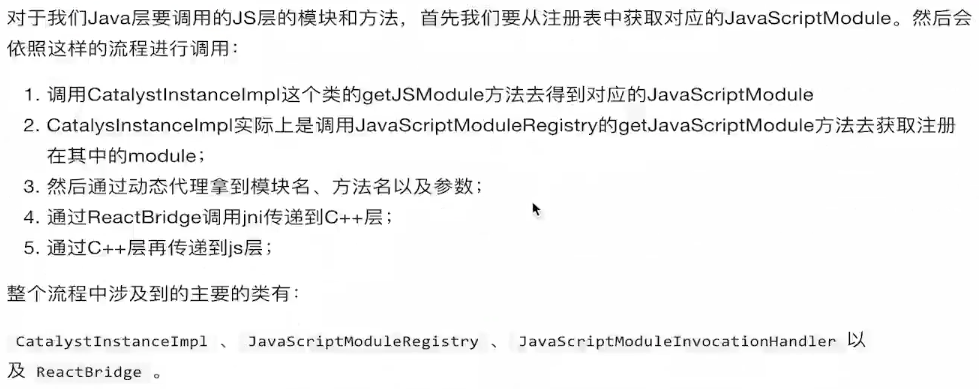 对于我们Java层要调用的JS层的模块和方法，首先我们要从注册表中获取对应的JavaScriptModule。然后会
依照这样的流程进行调用：
1. 调用CatalystInstanceImpl这个类的getJSModule方法去得到对应的JavaScriptModule
2. CatalysInstanceImpl实际上是调用JavaScriptModuleRegistry的getJavaScriptModule方法去获取注册
在其中的module；
3. 然后通过动态代理拿到模块名、方法名以及参数；
4. 通过ReactBridge调用jni传递到C++层；
5. 通过C++层再传递到js层；
整个流程中涉及到的主要的类有：
CatalystInstanceImpl 、 JavaScriptModuleRegistry 、 JavaScriptModuleInvocationHandler 以
及 ReactBridge 。